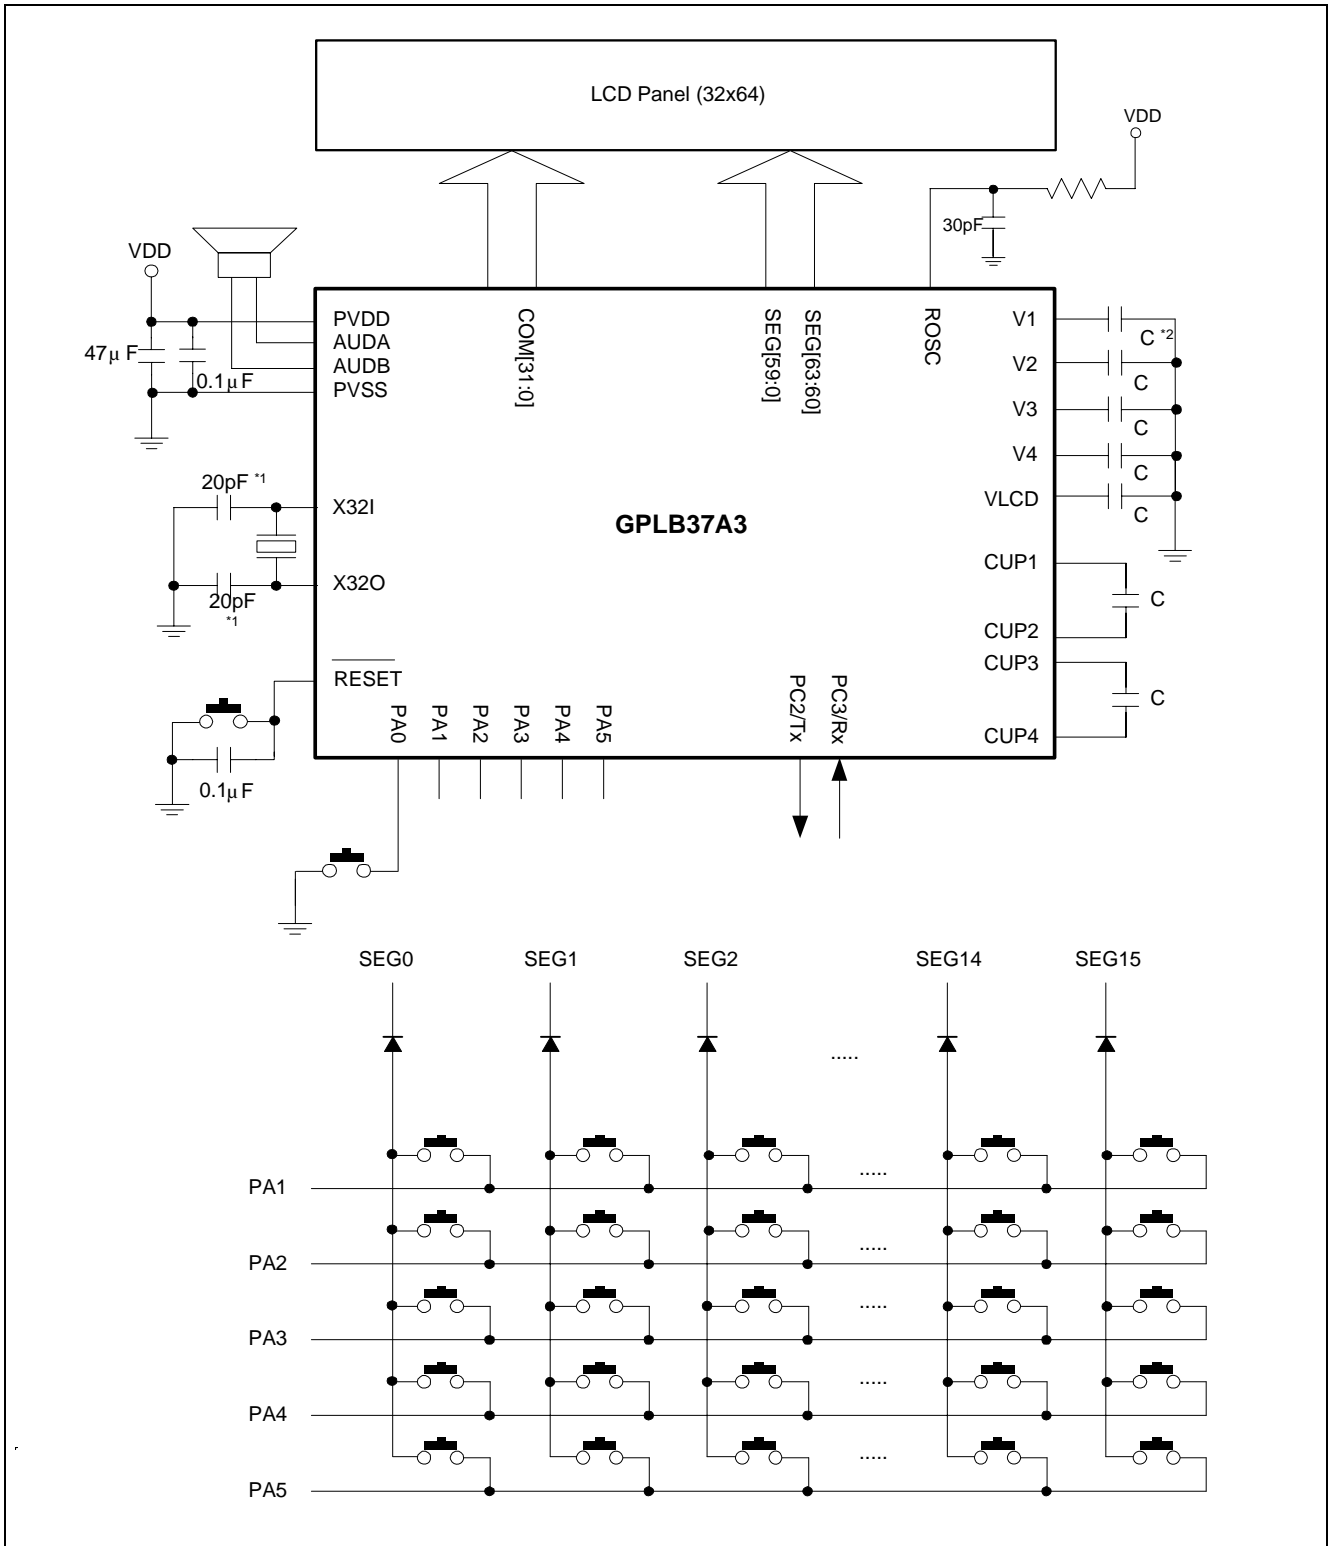 LCD Panel (32x64)
VDD
30pF
VDD
47μF
0.1μF
PVDD
AUDA
AUDB
PVSS
COM[31:0]
SEG[59:0]
SEG[63:60]
ROSC
V1
C *2
V2
C
V3
C
V4
C
VLCD
C
20pF *1
X32I
GPLB37A3
X32O
20pF
*1
CUP1
C
CUP2
CUP3
C
CUP4
RESET
0.1μF
PA0
PA1
PA2
PA3
PA4
PA5
PC2/Tx
PC3/Rx
SEG0 SEG1 SEG2 SEG14 SEG15
.....
PA1 .....
PA2 .....
PA3 .....
PA4 .....
PA5 .....